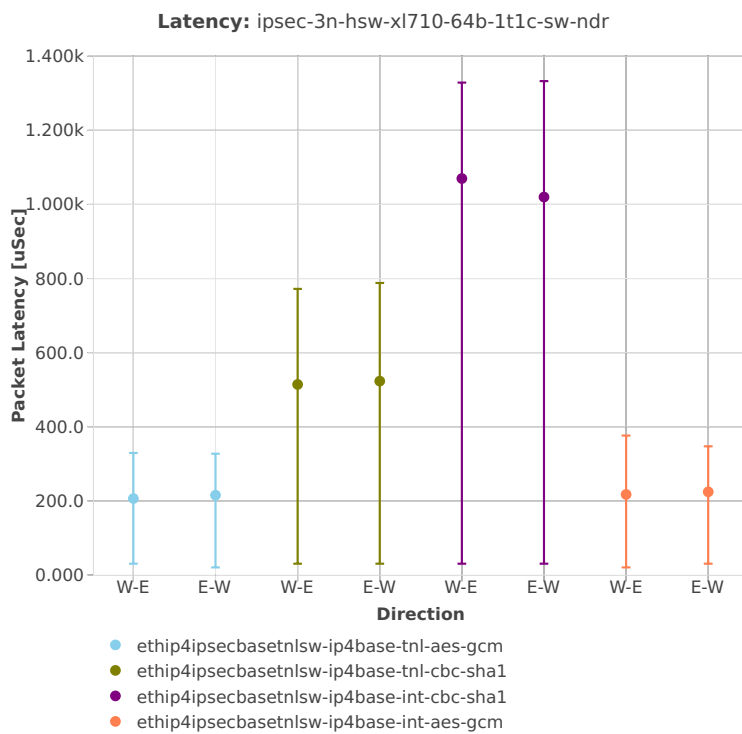 Latency: ipsec-3n-hsw-xl710-64b-1t1c-sw-ndr
Packet Latency [uSec]
1.400k
1.200k
1.000k
800.0
600.0
400.0
200.0
0.000
W-E E-W W-E E-W W-E E-W W-E E-W
Direction
ethip4ipsecbasetnlsw-ip4base-tnl-aes-gcm
ethip4ipsecbasetnlsw-ip4base-tnl-cbc-sha1
ethip4ipsecbasetnlsw-ip4base-int-cbc-sha1
ethip4ipsecbasetnlsw-ip4base-int-aes-gcm